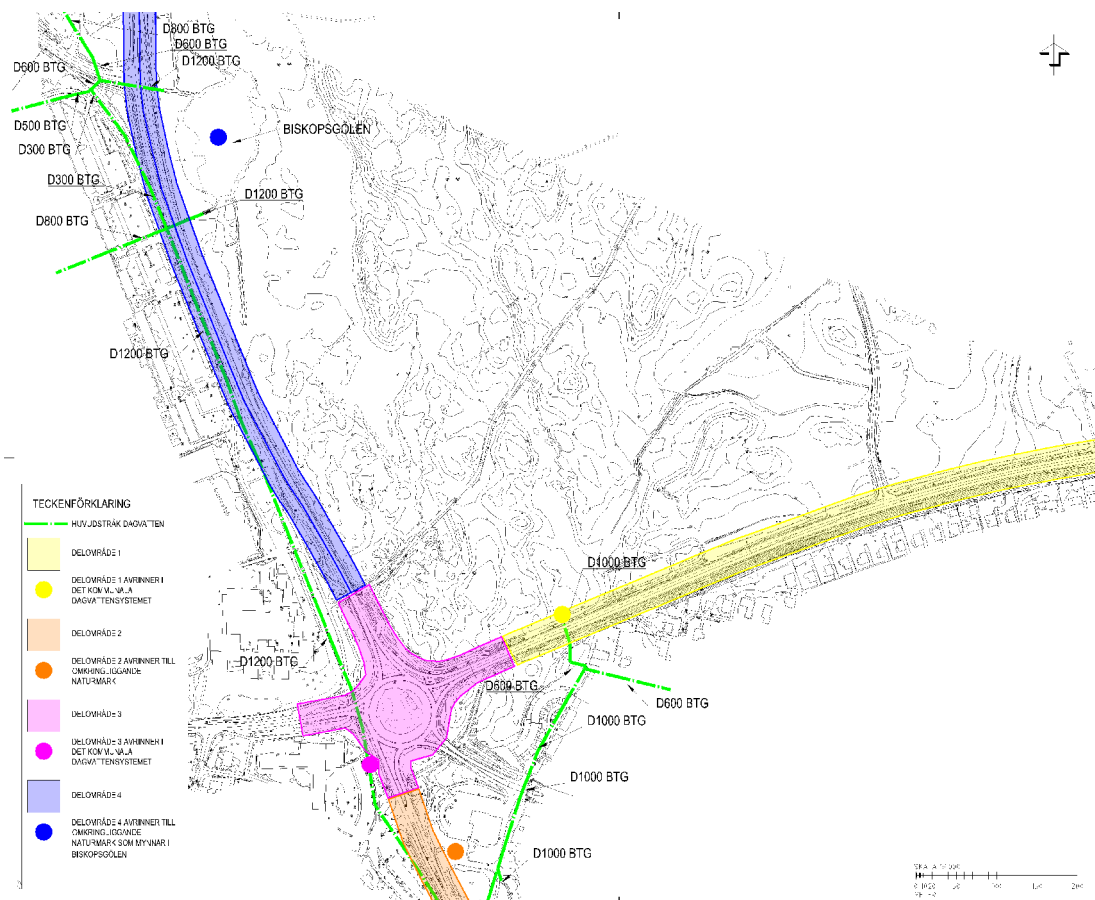 D800 BTG
D600 BTG
D1200 BTG
D600 BTG
D500 BTG
D300 BTG
D300 BTG
D800 BTG
BISKOPSGÖLEN
D1200 BTG
D1200 BTG
TECKENFÖRKLARING
HUVUDSTRÅK DAGVATTEN
DELOMRÅDE 1
DELOMRÅDE 1 AVRINNER I
DET KOMMUNALA
DAGVATTENSYSTEMET
DELOMRÅDE 2
DELOMRÅDE 2 AVRINNER TILL
OMKRINGLIGGANDE
NATURMARK
DELOMRÅDE 3
DELOMRÅDE 3 AVRINNER I
DET KOMMUNALA
DAGVATTENSYSTEMET
DELOMRÅDE 4
DELOMRÅDE 4 AVRINNER TILL
OMKRINGLIGGANDE
NATURMARK SOM MYNNAR I
BISKOPSGÖLEN
D1000 BTG
D1200 BTG
D600 BTG
D600 BTG
D1000 BTG
D1000 BTG
D1000 BTG